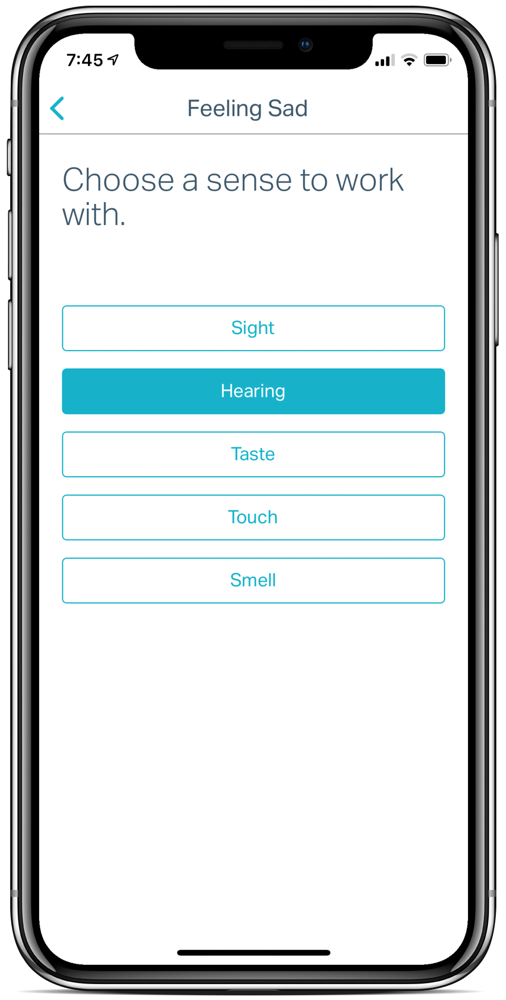 7:45
Feeling Sad
Choose a sense to work
with.
Sight
Hearing
Taste
Touch
Smell